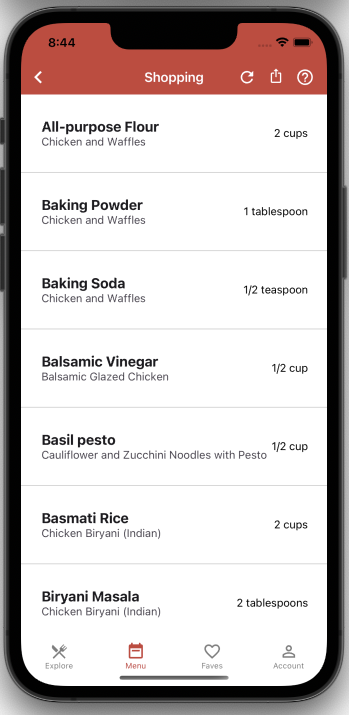 8:44
Shopping
All-purpose Flour
Chicken and Waffles
2 cups
Baking Powder
Chicken and Waffles
1 tablespoon
Baking Soda
Chicken and Waffles
1/2 teaspoon
Balsamic Vinegar
Balsamic Glazed Chicken
1/2 cup
Basil pesto
Cauliflower and Zucchini Noodles with Pesto
1/2 cup
Basmati Rice
Chicken Biryani (Indian)
2 cups
Biryani Masala
Chicken Biryani (Indian)
2 tablespoons
Explore
Menu
Faves
Account